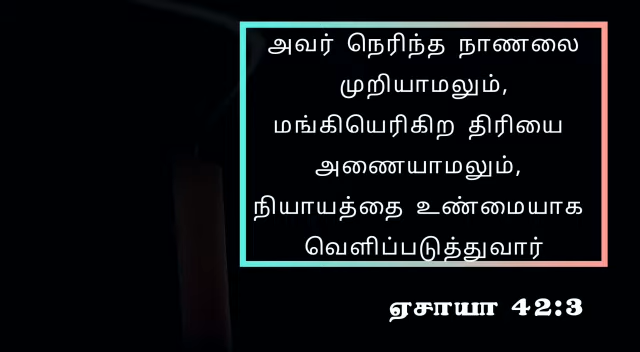 அவர் நெரிந்த நாணலை
முறியாமலும்,
மங்கியெரிகிற திரியை
அணையாமலும்,
நியாயத்தை உண்மையாக
வெளிப்படுத்துவார்
ஏசாயா 42:3